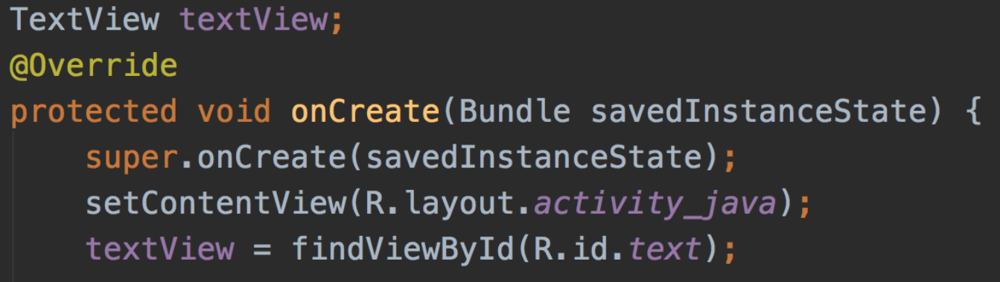 TextView textView;
@Override
protected void onCreate(Bundle savedInstanceState) {
super.onCreate(savedInstanceState);
setContentView(R.layout.activity_java);
textView = findViewById(R.id.text);